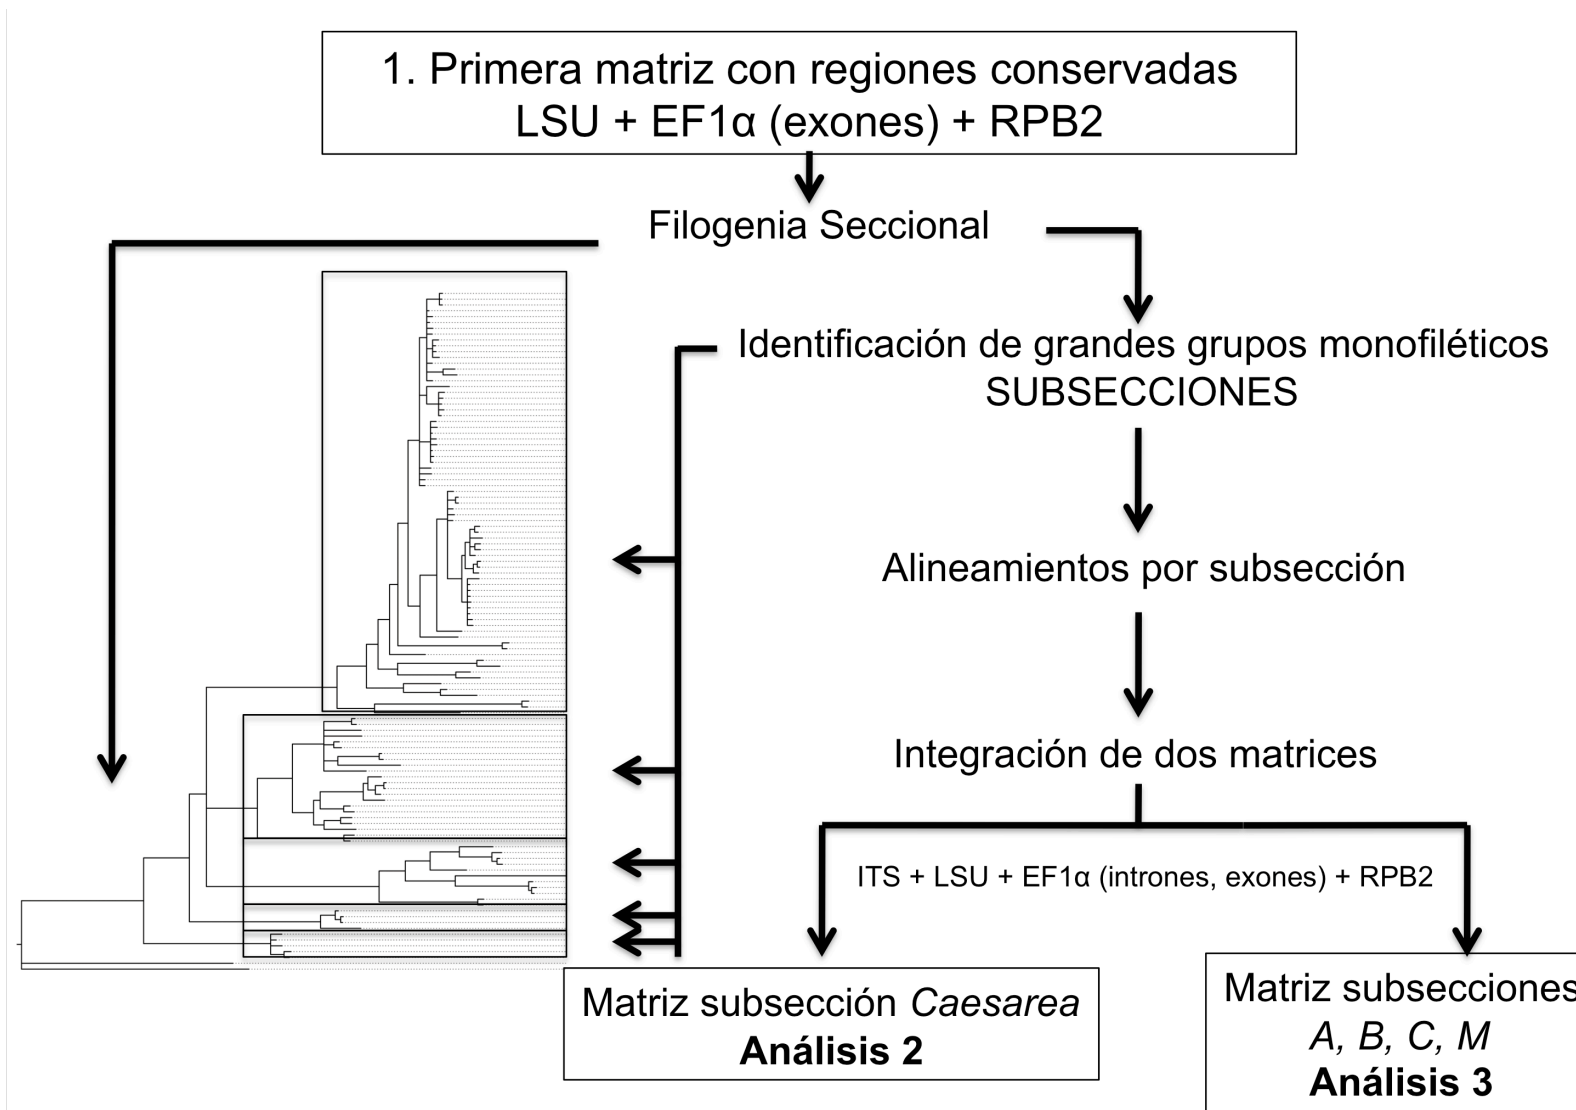 1. Primera matriz con regiones conservadas
LSU + EF1α (exones) + RPB2
Filogenia Seccional
Identificación de grandes grupos monofiléticos
SUBSECCIONES
Alineamientos por subsección
Integración de dos matrices
ITS + LSU + EF1α (intrones, exones) + RPB2
Matriz subsección Caesarea
Análisis 2
Matriz subsecciones
A, B, C, M
Análisis 3